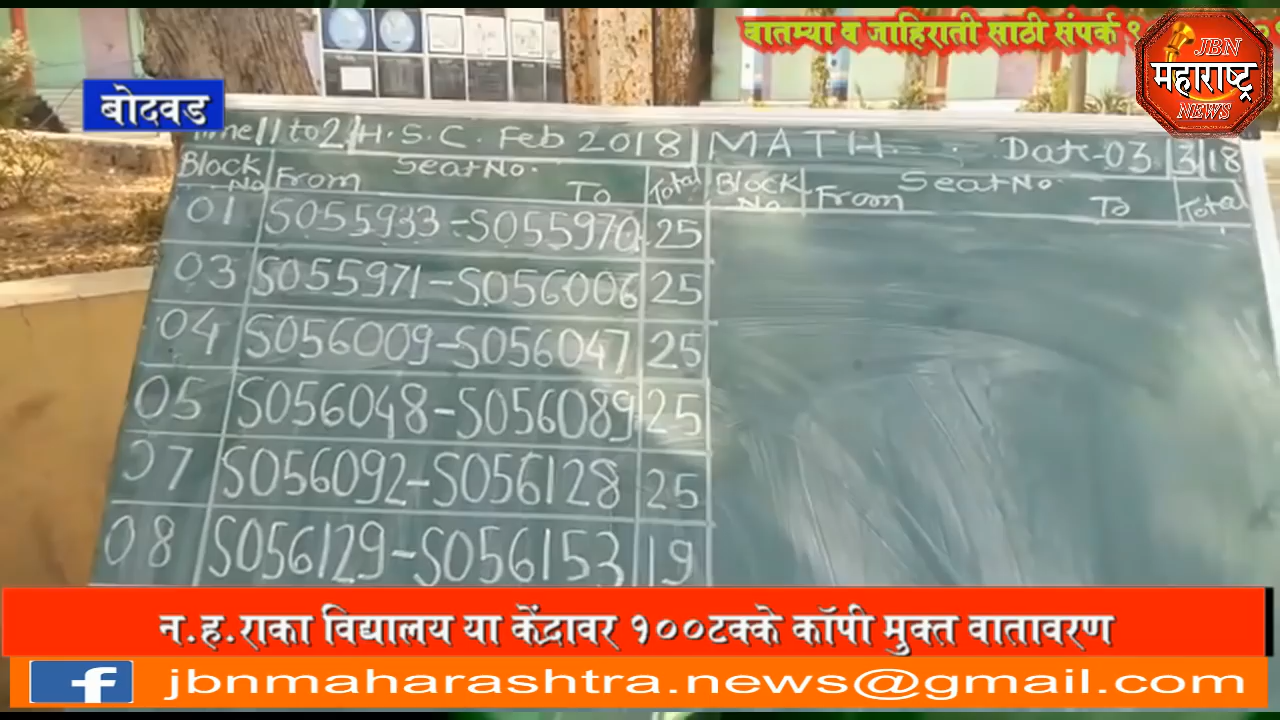 बातम्या व जाहिराती साठी संपर्क
JBN
महाराष्ट्र
NEWS
बोदवड
Time 11 to 2 H.S.C. Feb 2018 MATH. Date-03/3/18
Block No From Seat No. To Total Block No From Seat No. To Total
01 S055933-S055970 25
03 S055971-S056006 25
04 S056009-S056047 25
05 S056048-S056089 25
07 S056092-S056128 25
08 S056129-S056153 19
न.ह.राका विद्यालय या केंद्रावर १००टक्के कॉपी मुक्त वातावरण
f jbnmaharashtra.news@gmail.com